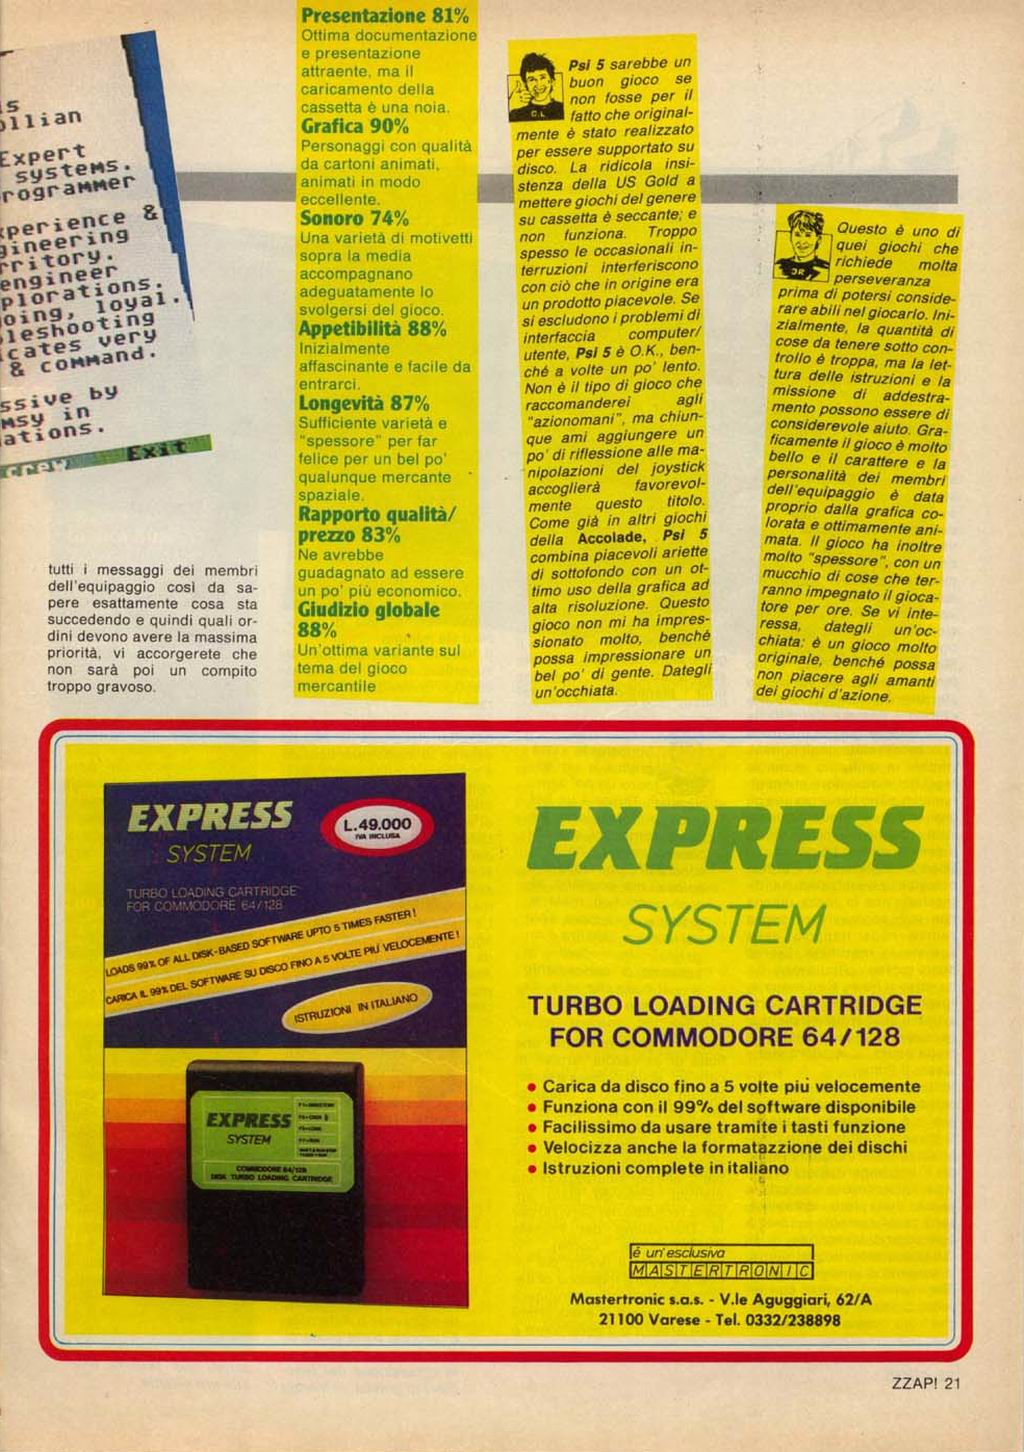 s
ollian
Expert
systems.
rogrammer
perience &
gineering
rritory.
engineer
plorations.
oing, loyal.
leshooting
cates very
& command.
ssive by
msy in
ations.
crew Exit
tutti i messaggi dei membri
dell'equipaggio così da sa-
pere esattamente cosa sta
succedendo e quindi quali or-
dini devono avere la massima
priorità, vi accorgerete che
non sarà poi un compito
troppo gravoso.
Presentazione 81%
Ottima documentazione
e presentazione
attraente, ma il
caricamento della
cassetta è una noia.
Grafica 90%
Personaggi con qualità
da cartoni animati,
animati in modo
eccellente.
Sonoro 74%
Una varietà di motivetti
sopra la media
accompagnano
adeguatamente lo
svolgersi del gioco.
Appetibilità 88%
Inizialmente
affascinante e facile da
entrarci.
Longevità 87%
Sufficiente varietà e
"spessore" per far
felice per un bel po'
qualunque mercante
spaziale.
Rapporto qualità/
prezzo 83%
Ne avrebbe
guadagnato ad essere
un po' più economico.
Giudizio globale
88%
Un'ottima variante sul
tema del gioco
mercantile
C.L
Psi 5 sarebbe un
buon gioco se
non fosse per il
fatto che original-
mente è stato realizzato
per essere supportato su
disco. La ridicola insi-
stenza della US Gold a
mettere giochi del genere
su cassetta è seccante; e
non funziona. Troppo
spesso le occasionali in-
terruzioni interferiscono
con ciò che in origine era
un prodotto piacevole. Se
si escludono i problemi di
interfaccia computer/
utente, Psi 5 è O.K., ben-
ché a volte un po' lento.
Non è il tipo di gioco che
raccomanderei agli
"azionomani", ma chiun-
que ami aggiungere un
po' di riflessione alle ma-
nipolazioni del joystick
accoglierà favorevol-
mente questo titolo.
Come già in altri giochi
della Accolade, Psi 5
combina piacevoli ariette
di sottofondo con un ot-
timo uso della grafica ad
alta risoluzione. Questo
gioco non mi ha impres-
sionato molto, benchè
possa impressionare un
bel po' di gente. Dategli
un'occhiata.
JR
Questo è uno di
quei giochi che
richiede molta
perseveranza
prima di potersi conside-
rare abili nel giocarlo. Ini-
zialmente, la quantità di
cose da tenere sotto con-
trollo è troppa, ma la let-
tura delle istruzioni e la
missione di addestra-
mento possono essere di
considerevole aiuto. Gra-
ficamente il gioco è molto
bello e il carattere e la
personalità dei membri
dell'equipaggio è data
proprio dalla grafica co-
lorata e ottimamente ani-
mata. Il gioco ha inoltre
molto "spessore", con un
mucchio di cose che ter-
ranno impegnato il gioca-
tore per ore. Se vi inte-
ressa, dategli un'oc-
chiata: è un gioco molto
originale, benché possa
non piacere agli amanti
dei giochi d'azione.
EXPRESS
SYSTEM
L.49.000
IVA INCLUSA
TURBO LOADING CARTRIDGE
FOR COMMODORE 64/128
LOADS 99% OF ALL DISK-BASED SOFTWARE UPTO 5 TIMES FASTER!
CARICA IL 99% DEL SOFTWARE SU DISCO FINO A 5 VOLTE PIU' VELOCEMENTE!
ISTRUZIONI IN ITALIANO
EXPRESS
SYSTEM
COMMODORE 64/128
DISK TURBO LOADING CARTRIDGE
EXPRESS
SYSTEM
TURBO LOADING CARTRIDGE
FOR COMMODORE 64/128
• Carica da disco fino a 5 volte più velocemente
• Funziona con il 99% del software disponibile
• Facilissimo da usare tramite i tasti funzione
• Velocizza anche la formatazzione dei dischi
• Istruzioni complete in italiano
é un'esclusiva
MASTERTRONIC
Mastertronic s.a.s. - V.le Aguggiari, 62/A
21100 Varese - Tel. 0332/238898
ZZAP! 21